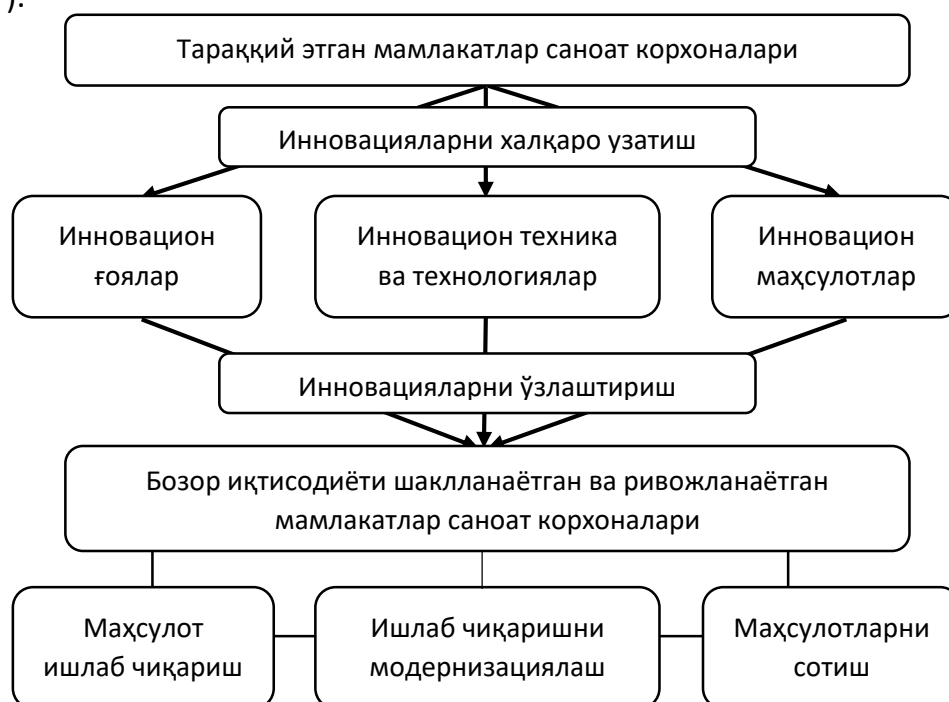 ).
Тараққий этган мамлакатлар саноат корхоналари
Инновацияларни халқаро узатиш
Инновацион
ғоялар
Инновацион техника
ва технологиялар
Инновацион
маҳсулотлар
Инновацияларни ўзлаштириш
Бозор иқтисодиёти шаклланаётган ва ривожланаётган
мамлакатлар саноат корхоналари
Маҳсулот
ишлаб чиқариш
Ишлаб чиқаришни
модернизациялаш
Маҳсулотларни
сотиш